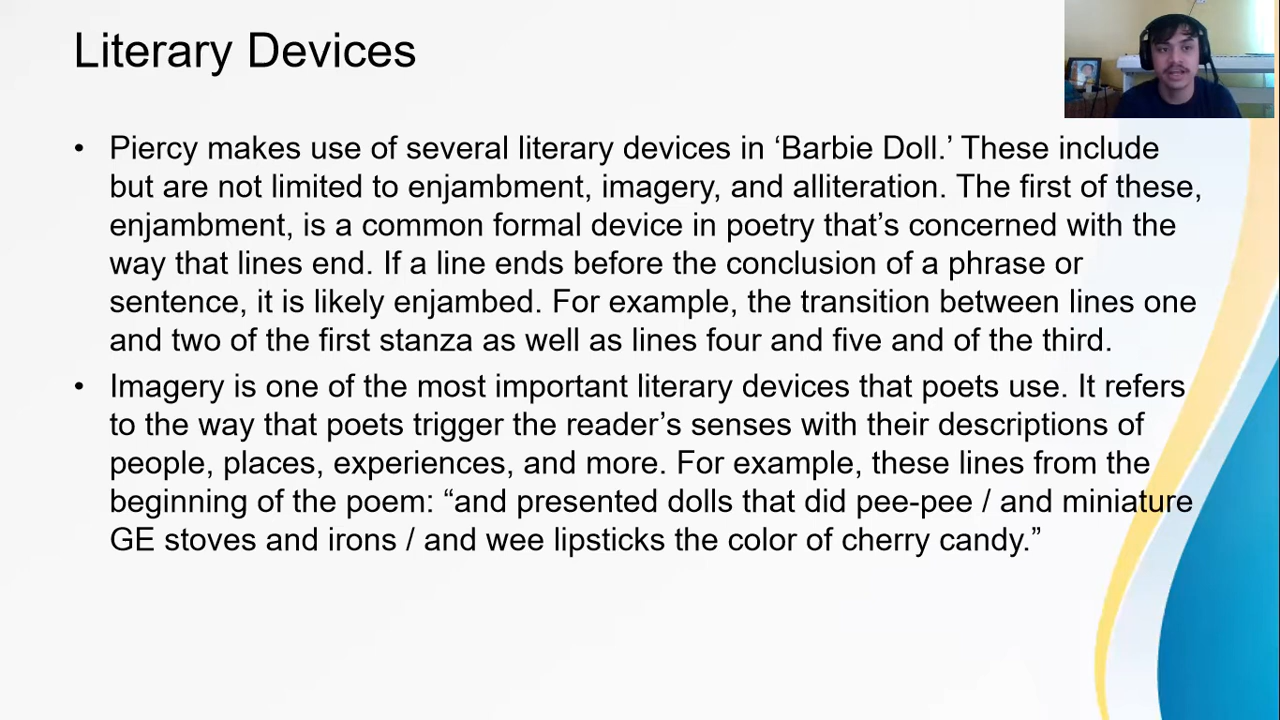 Literary Devices
• Piercy makes use of several literary devices in ‘Barbie Doll.’ These include
but are not limited to enjambment, imagery, and alliteration. The first of these,
enjambment, is a common formal device in poetry that’s concerned with the
way that lines end. If a line ends before the conclusion of a phrase or
sentence, it is likely enjambed. For example, the transition between lines one
and two of the first stanza as well as lines four and five and of the third.
• Imagery is one of the most important literary devices that poets use. It refers
to the way that poets trigger the reader’s senses with their descriptions of
people, places, experiences, and more. For example, these lines from the
beginning of the poem: “and presented dolls that did pee-pee / and miniature
GE stoves and irons / and wee lipsticks the color of cherry candy.”